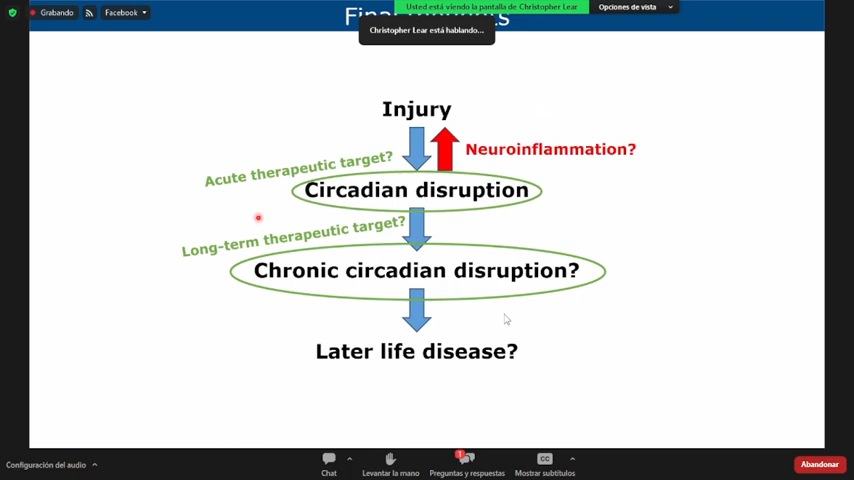 Grabando
Facebook
Usted está viendo la pantalla de Christopher Lear
Opciones de vista
Final thoughts
Christopher Lear está hablando...
Injury
Neuroinflammation?
Acute therapeutic target?
Circadian disruption
Long-term therapeutic target?
Chronic circadian disruption?
Later life disease?
Configuración del audio
Chat
Levantar la mano
1
Preguntas y respuestas
CC
Mostrar subtítulos
Abandonar